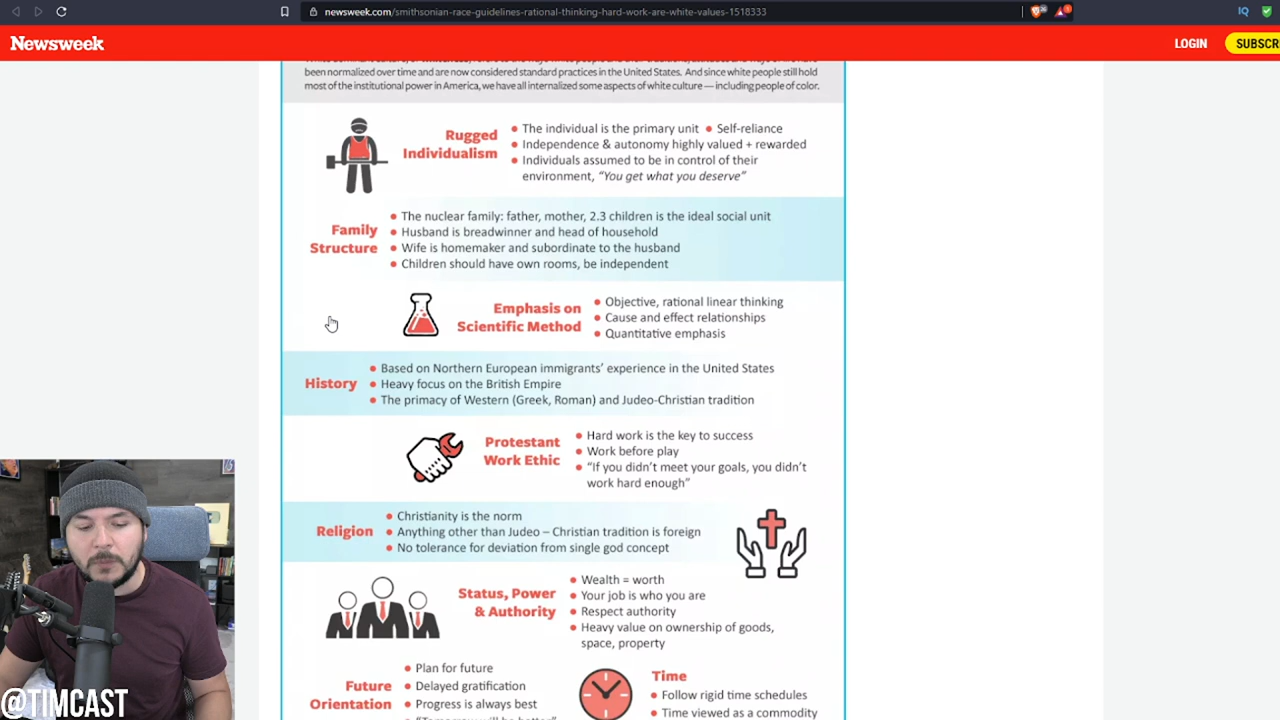 newsweek.com/smithsonian-race-guidelines-rational-thinking-hard-work-are-white-values-1518333
IQ
Newsweek
LOGIN
SUBSCR
been normalized over time and are now considered standard practices in the United States. And since white people still hold
most of the institutional power in America, we have all internalized some aspects of white culture — including people of color.
Rugged
Individualism
• The individual is the primary unit • Self-reliance
• Independence & autonomy highly valued + rewarded
• Individuals assumed to be in control of their
environment, "You get what you deserve"
Family
Structure
• The nuclear family: father, mother, 2.3 children is the ideal social unit
• Husband is breadwinner and head of household
• Wife is homemaker and subordinate to the husband
• Children should have own rooms, be independent
Emphasis on
Scientific Method
• Objective, rational linear thinking
• Cause and effect relationships
• Quantitative emphasis
History
• Based on Northern European immigrants' experience in the United States
• Heavy focus on the British Empire
• The primacy of Western (Greek, Roman) and Judeo-Christian tradition
Protestant
Work Ethic
• Hard work is the key to success
• Work before play
• "If you didn't meet your goals, you didn't
work hard enough"
Religion
• Christianity is the norm
• Anything other than Judeo – Christian tradition is foreign
• No tolerance for deviation from single god concept
Status, Power
& Authority
• Wealth = worth
• Your job is who you are
• Respect authority
• Heavy value on ownership of goods,
space, property
Future
Orientation
• Plan for future
• Delayed gratification
• Progress is always best
• "Tomorrow will be better"
Time
• Follow rigid time schedules
• Time viewed as a commodity
@TIMCAST